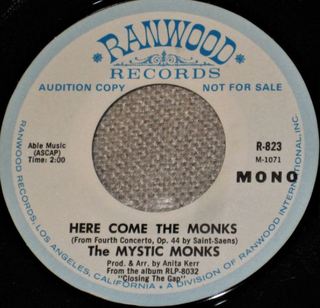 RANWOOD
RECORDS
AUDITION COPY NOT FOR SALE
Able Music
(ASCAP)
Time: 2:00
R-823
M-1071
MONO
HERE COME THE MONKS
(From Fourth Concerto, Op. 44 by Saint-Saens)
The MYSTIC MONKS
Prod. & Arr. by Anita Kerr
From the album RLP-8032
"Closing The Gap"
RANWOOD RECORDS, LOS ANGELES, CALIFORNIA • A DIVISION OF RANWOOD INTERNATIONAL, INC.